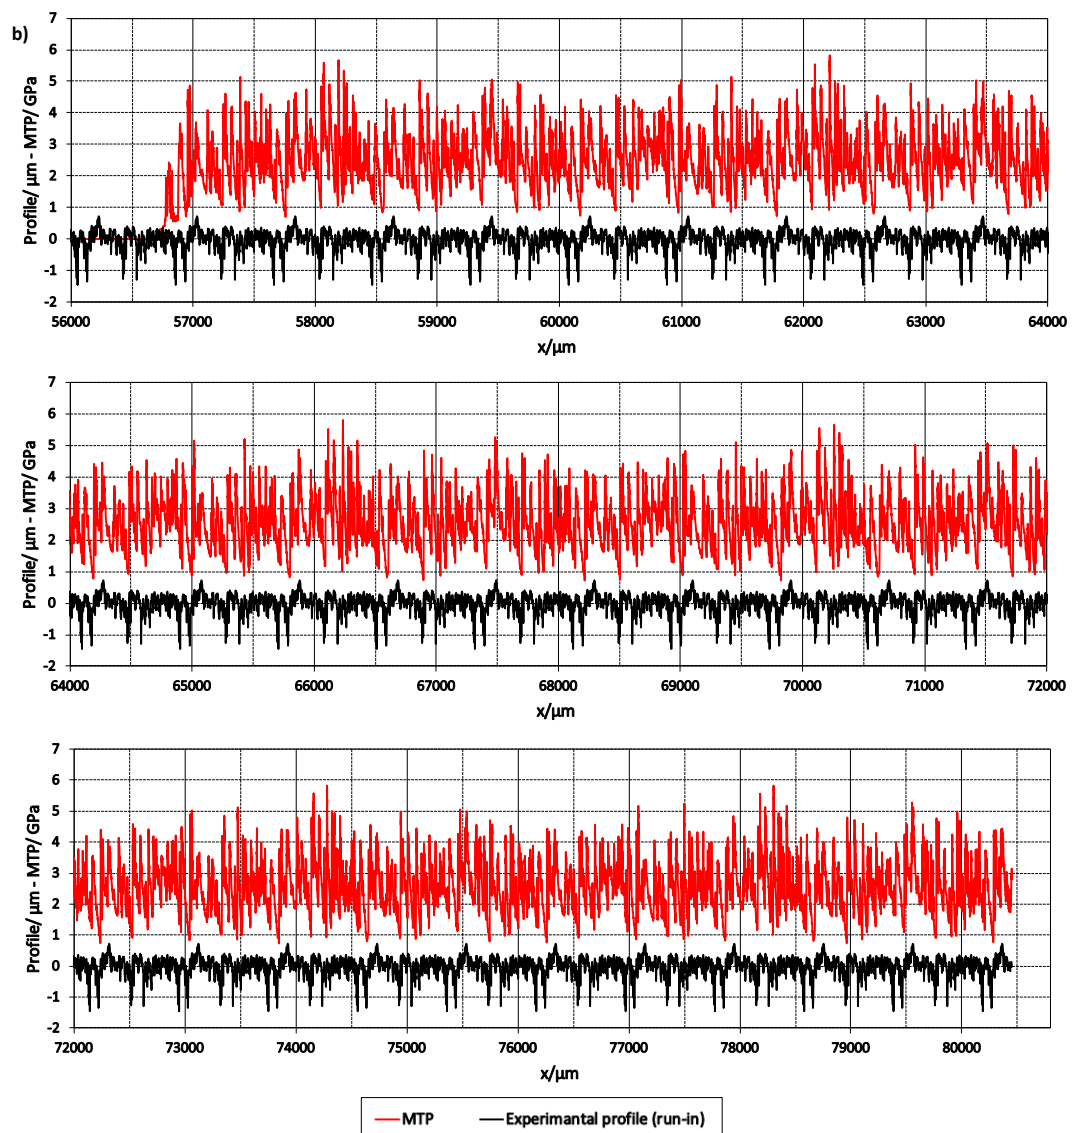 b)
Profile/ µm - MTP/ GPa
7
6
5
4
3
2
1
0
-1
-2
56000 57000 58000 59000 60000 61000 62000 63000 64000
x/µm
Profile/ µm - MTP/ GPa
7
6
5
4
3
2
1
0
-1
-2
64000 65000 66000 67000 68000 69000 70000 71000 72000
x/µm
Profile/ µm - MTP/ GPa
7
6
5
4
3
2
1
0
-1
-2
72000 73000 74000 75000 76000 77000 78000 79000 80000
x/µm
MTP Experimantal profile (run-in)